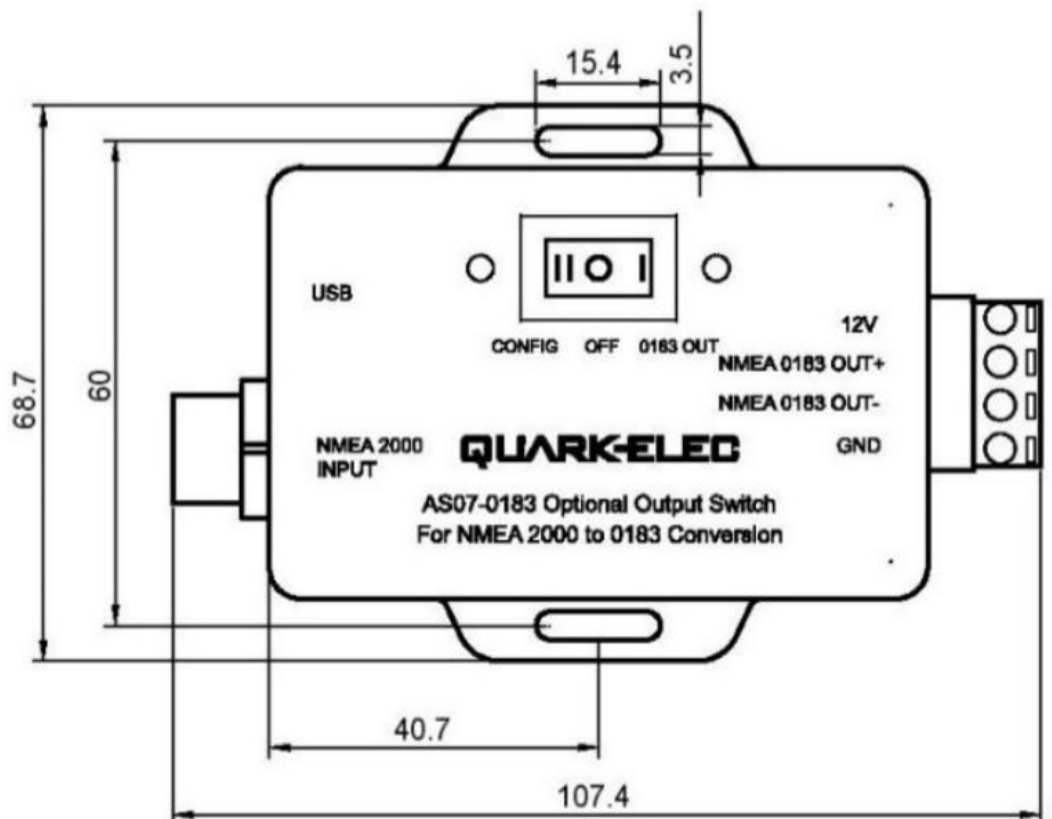 15.4
3.5
68.7
60
USB
II O I
CONFIG OFF 0183 OUT
12V
NMEA 0183 OUT+
NMEA 0183 OUT-
GND
NMEA 2000
INPUT
QUARK-ELEC
AS07-0183 Optional Output Switch
For NMEA 2000 to 0183 Conversion
40.7
107.4